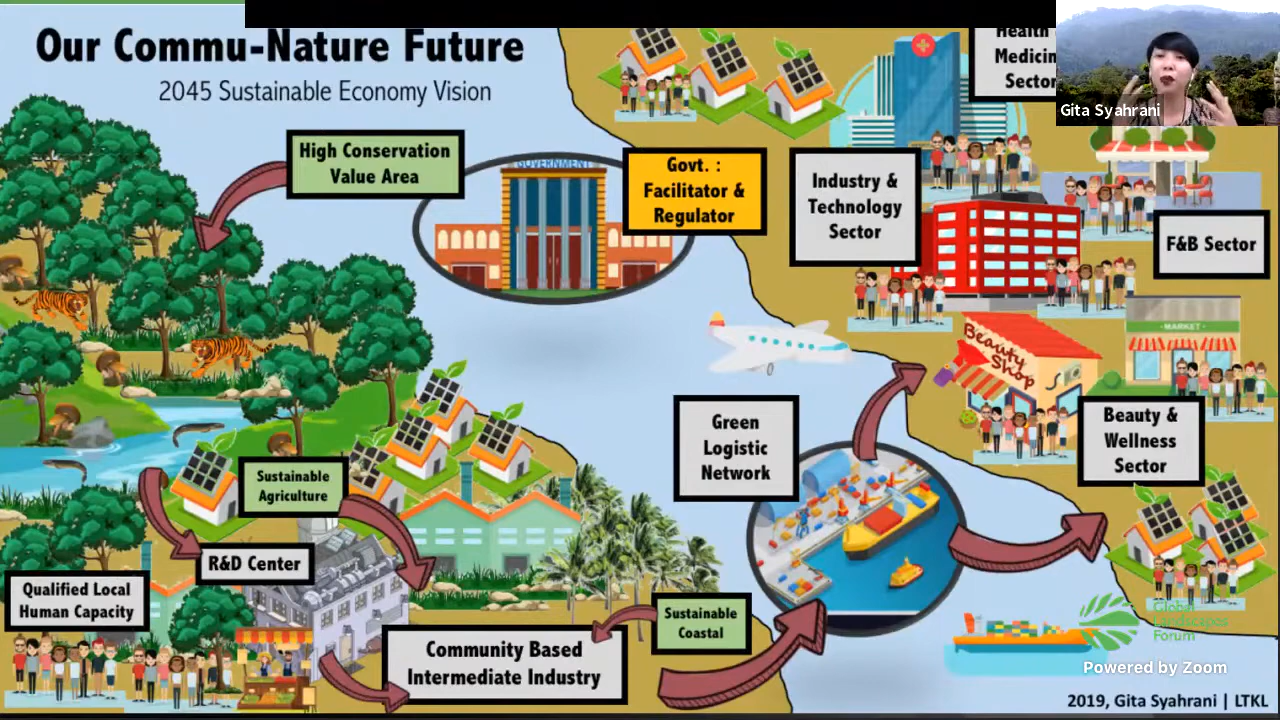 Our Commu-Nature Future
2045 Sustainable Economy Vision
High Conservation
Value Area
GOVERNMENT
Govt. :
Facilitator &
Regulator
Industry &
Technology
Sector
Health
Medicin
Sector
Gita Syahrani
F&B Sector
Beauty
Shop
MARKET
Beauty &
Wellness
Sector
Green
Logistic
Network
Sustainable
Agriculture
R&D Center
Qualified Local
Human Capacity
Community Based
Intermediate Industry
Sustainable
Coastal
Global
Landscapes
Forum
Powered by Zoom
2019, Gita Syahrani | LTKL